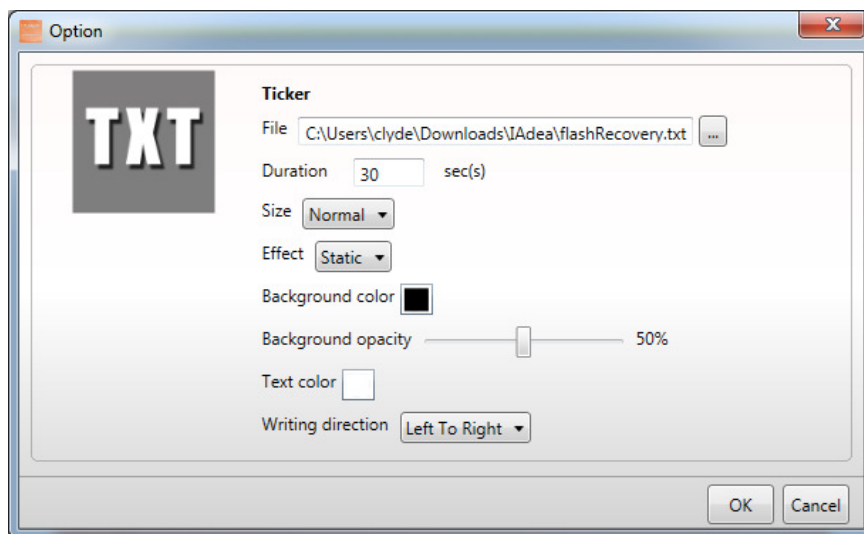 Option
TXT
Ticker
File C:\Users\clyde\Downloads\IAdea\flashRecovery.txt ...
Duration 30 sec(s)
Size Normal
Effect Static
Background color
Background opacity 50%
Text color
Writing direction Left To Right
OK Cancel